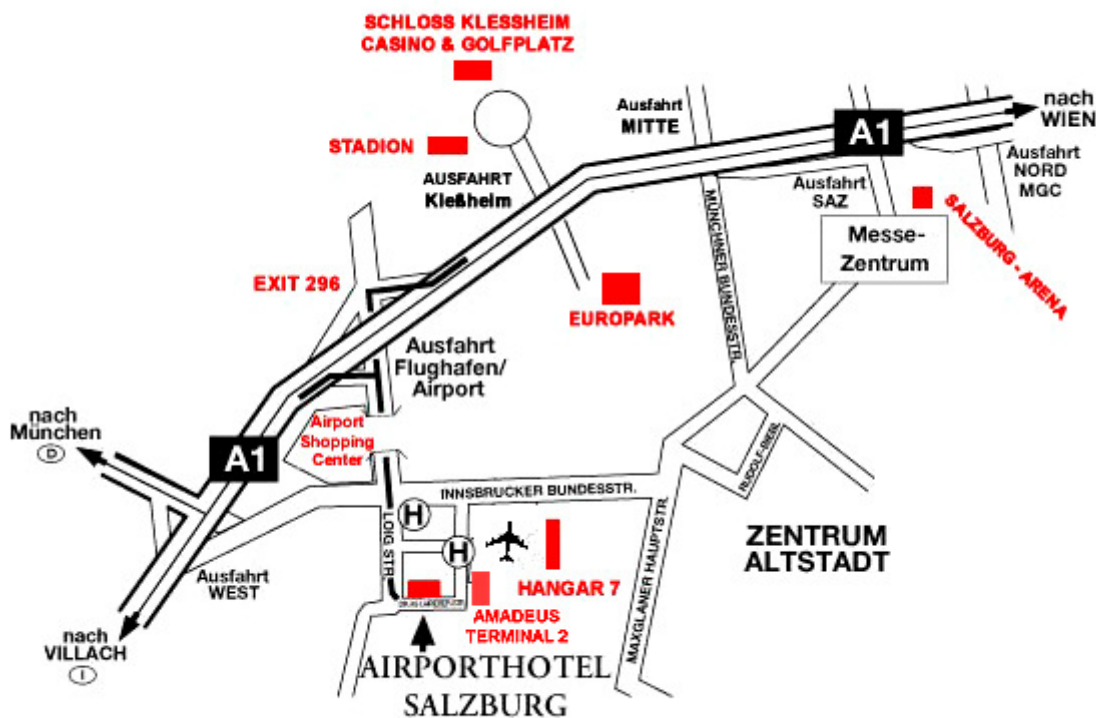 SCHLOSS KLESSHEIM
CASINO & GOLFPLATZ
STADION
AUSFAHRT
Kleßheim
Ausfahrt
MITTE
A1
nach
WIEN
Ausfahrt
NORD
MGC
Ausfahrt
SAZ
SALZBURG - ARENA
Messe-
Zentrum
MÜNCHNER BUNDESSTR.
EXIT 296
EUROPARK
Ausfahrt
Flughafen/
Airport
nach
München
D
A1
Airport
Shopping
Center
RUDOLF-BIEBL
INNSBRUCKER BUNDESSTR.
LOIG STR
H
H
ZENTRUM
ALTSTADT
MAXGLANER HAUPTSTR.
HANGAR 7
Ausfahrt
WEST
AMADEUS
TERMINAL 2
nach
VILLACH
I
AIRPORTHOTEL
SALZBURG